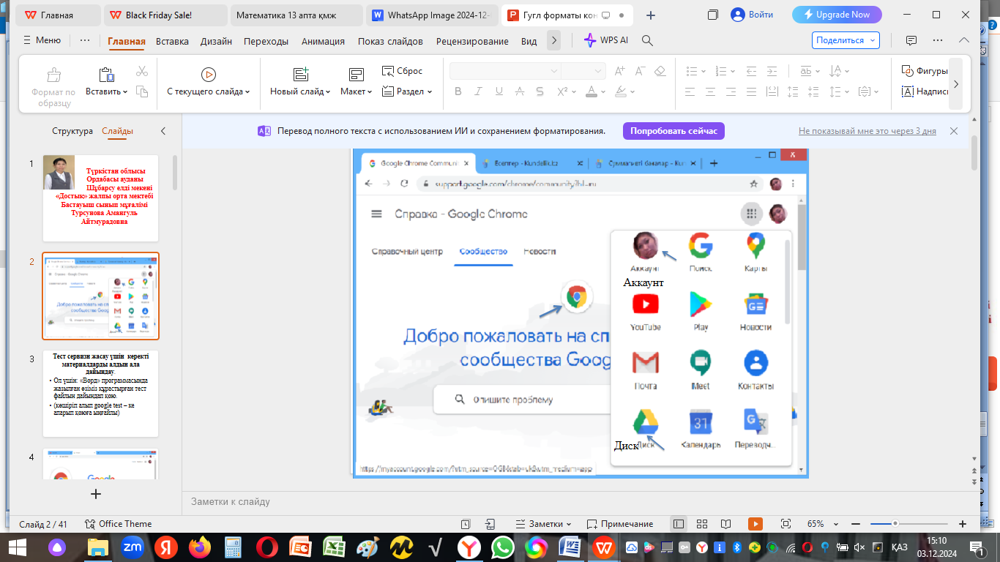 Главная
Black Friday Sale!
Математика 13 апта қмж
WhatsApp Image 2024-12-
Гугл форматы кон
Войти
Upgrade Now
Меню
Главная
Вставка
Дизайн
Переходы
Анимация
Показ слайдов
Рецензирование
Вид
WPS AI
Поделиться
Формат по
образцу
Вставить
С текущего слайда
Новый слайд
Макет
Сброс
Раздел
Фигуры
Надпись
Структура
Слайды
Перевод полного текста с использованием ИИ и сохранением форматирования.
Попробовать сейчас
Не показывай мне это через 3 дня
1
Түркістан облысы
Ордабасы ауданы
Шұбарсу елді мекені
«Достық» жалпы орта мектебі
Бастауыш сынып мұғалімі
Турсунова Амангуль
Айтмурадовна
2
3
Тест сервизн жасау үшін керекті
материалдарды алдын ала
дайындау.
Ол үшін: «Ворд» программасында
жазылған өзіміз құрастырған тест
файлын дайындап қою.
(көшіріп алып google test – ке
апарып қоюға ыңғайлы)
4
Google Chrome Communi
Есептер - Kundelik.kz
Суммативті бағалар - Kun
support.google.com/chrome/community?hl=ru
Справка - Google Chrome
Справочный центр
Сообщество
Новости
Добро пожаловать на сп
сообщества Goog
Опишите проблему
Аккаунт
Поиск
Карты
Аккаунт
YouTube
Play
Новости
Почта
Meet
Контакты
Диск
Диск
Календарь
Переводч...
https://myaccount.google.com/?utm_source=OGB&tab=uk&utm_medium=app
Заметки к слайду
Слайд 2 / 41
Office Theme
Заметки
Примечание
65%
ҚАЗ
15:10
03.12.2024